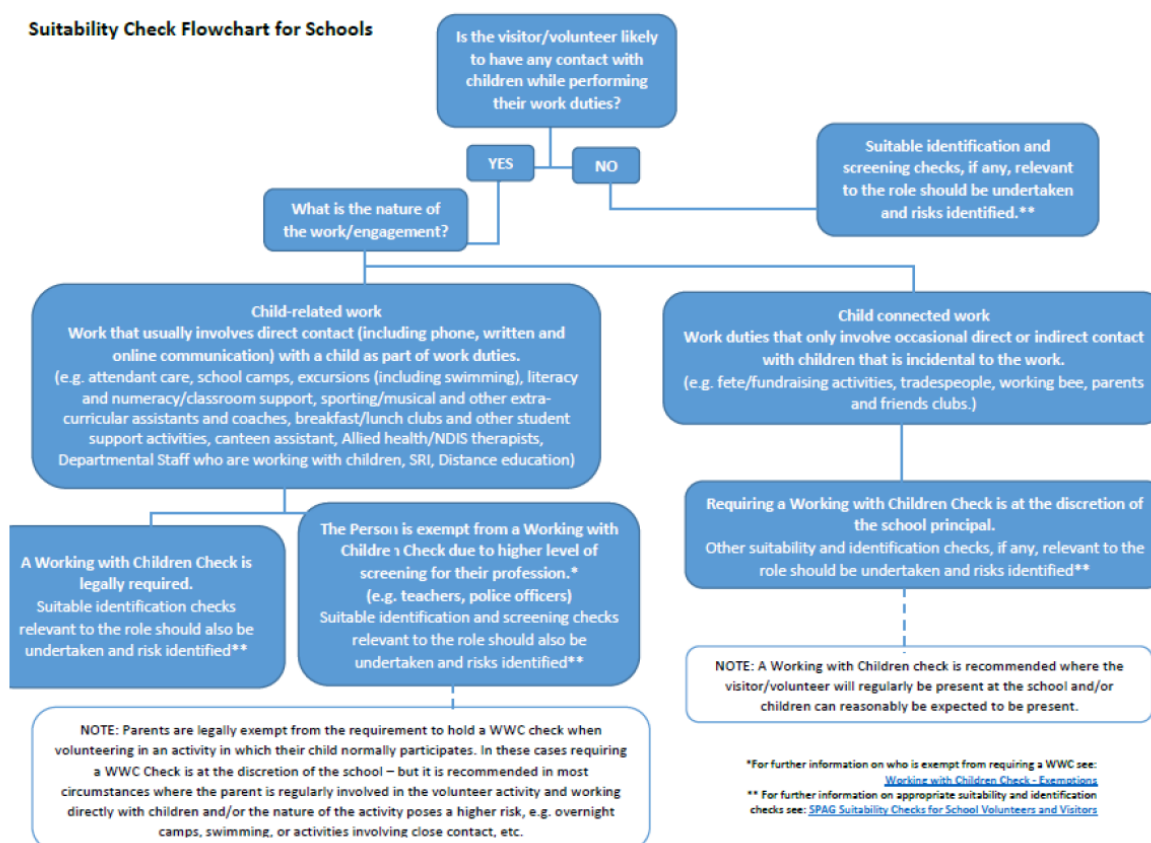 Suitability Check Flowchart for Schools
Is the visitor/volunteer likely
to have any contact with
children while performing
their work duties?
YES
NO
Suitable identification and
screening checks, if any, relevant
to the role should be undertaken
and risks identified.**
What is the nature of
the work/engagement?
Child-related work
Work that usually involves direct contact (including phone, written and
online communication) with a child as part of work duties.
(e.g. attendant care, school camps, excursions (including swimming), literacy
and numeracy/classroom support, sporting/musical and other extra-
curricular assistants and coaches, breakfast/lunch clubs and other student
support activities, canteen assistant, Allied health/NDIS therapists,
Departmental Staff who are working with children, SRI, Distance education)
Child connected work
Work duties that only involve occasional direct or indirect contact
with children that is incidental to the work.
(e.g. fete/fundraising activities, tradespeople, working bee, parents
and friends clubs.)
A Working with Children Check is
legally required.
Suitable identification checks
relevant to the role should also be
undertaken and risk identified**
The Person is exempt from a Working with
Children Check due to higher level of
screening for their profession.*
(e.g. teachers, police officers)
Suitable identification and screening checks
relevant to the role should also be
undertaken and risks identified**
Requiring a Working with Children Check is at the discretion of
the school principal.
Other suitability and identification checks, if any, relevant to the
role should be undertaken and risks identified**
NOTE: A Working with Children check is recommended where the
visitor/volunteer will regularly be present at the school and/or
children can reasonably be expected to be present.
NOTE: Parents are legally exempt from the requirement to hold a WWC check when
volunteering in an activity in which their child normally participates. In these cases requiring
a WWC Check is at the discretion of the school – but it is recommended in most
circumstances where the parent is regularly involved in the volunteer activity and working
directly with children and/or the nature of the activity poses a higher risk, e.g. overnight
camps, swimming, or activities involving close contact, etc.
*For further information on who is exempt from requiring a WWC see:
Working with Children Check - Exemptions
** For further information on appropriate suitability and identification
checks see: SPAG Suitability Checks for School Volunteers and Visitors